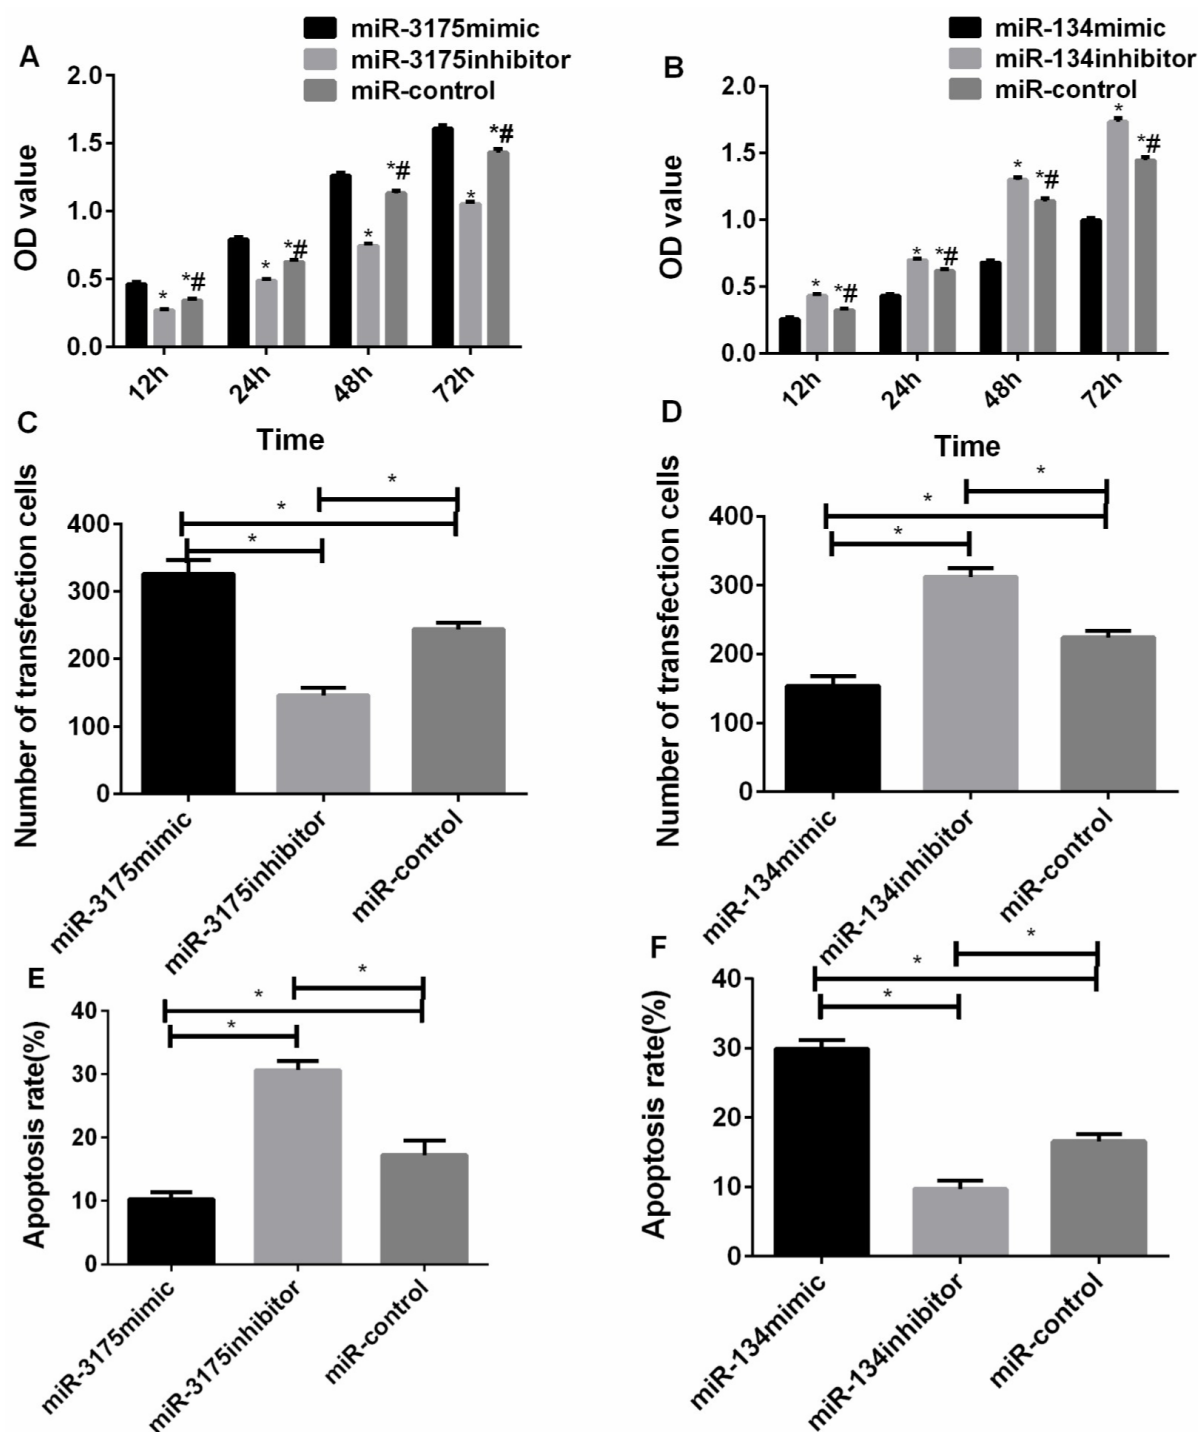 A
miR-3175mimic
miR-3175inhibitor
miR-control
OD value
2.0
1.5
1.0
0.5
0.0
*
*#
*
*#
*
*#
*
*#
12h
24h
48h
72h
Time
B
miR-134mimic
miR-134inhibitor
miR-control
OD value
2.0
1.5
1.0
0.5
0.0
*
*#
*
*#
*
*#
*
*#
12h
24h
48h
72h
Time
C
Number of transfection cells
400
300
200
100
0
*
*
*
miR-3175mimic
miR-3175inhibitor
miR-control
D
Number of transfection cells
400
300
200
100
0
*
*
*
miR-134mimic
miR-134inhibitor
miR-control
E
Apoptosis rate(%)
40
30
20
10
0
*
*
*
miR-3175mimic
miR-3175inhibitor
miR-control
F
Apoptosis rate(%)
40
30
20
10
0
*
*
*
miR-134mimic
miR-134inhibitor
miR-control